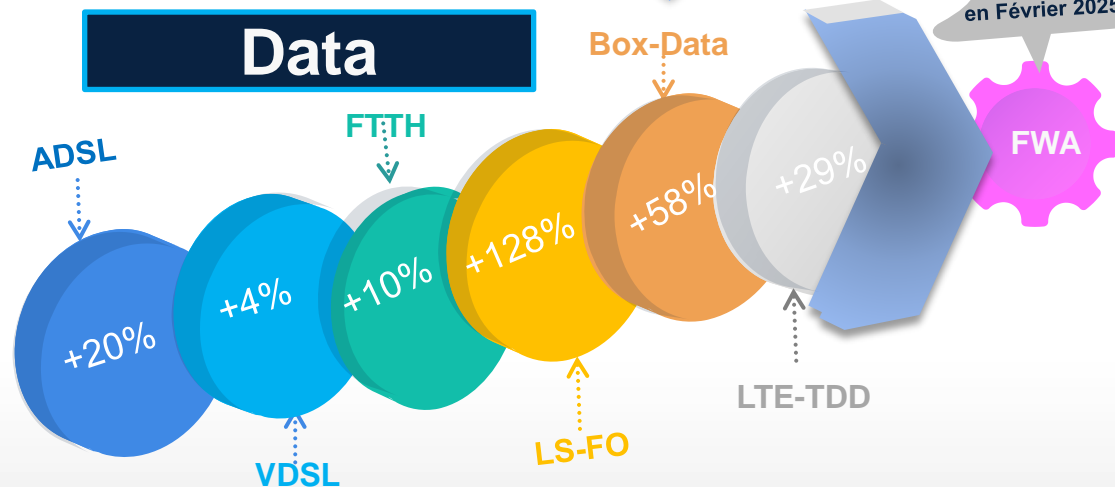 en Février 2025
Data
Box-Data
FTTH
ADSL
FWA
+29%
+58%
+128%
+10%
+4%
+20%
LTE-TDD
LS-FO
VDSL